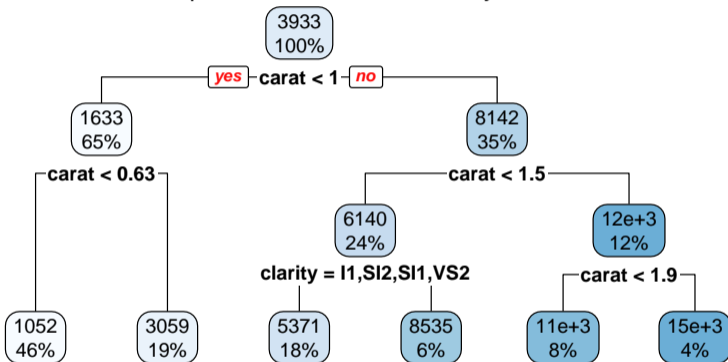 3933
100%
yes carat < 1 no
1633
65%
8142
35%
carat < 0.63
carat < 1.5
6140
24%
12e+3
12%
clarity = I1,SI2,SI1,VS2
carat < 1.9
1052
46%
3059
19%
5371
18%
8535
6%
11e+3
8%
15e+3
4%